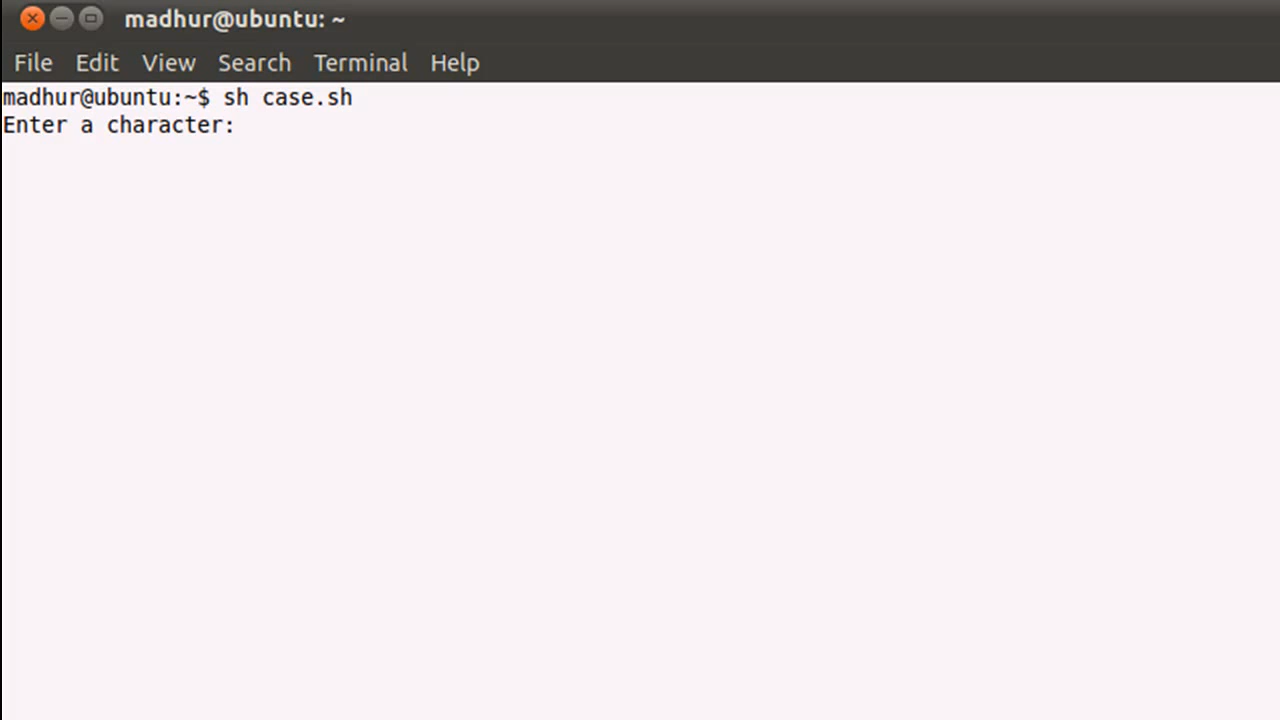 madhur@ubuntu: ~
File Edit View Search Terminal Help
madhur@ubuntu:~$ sh case.sh
Enter a character: